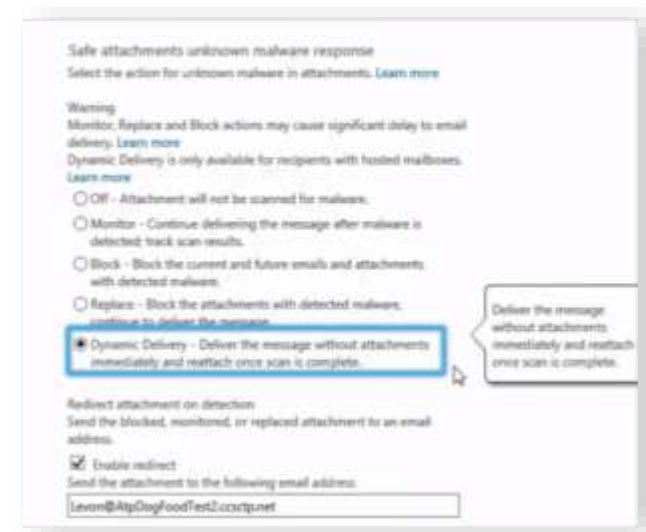 Safe attachments unknown malware response
Select the action for unknown malware in attachments. Learn more
Warning
Monitor, Replace and Block actions may cause significant delay to email
delivery. Learn more
Dynamic Delivery is only available for recipients with hosted mailboxes.
Learn more
Off - Attachment will not be scanned for malware.
Monitor - Continue delivering the message after malware is
detected; track scan results.
Block - Block the current and future emails and attachments
with detected malware.
Replace - Block the attachments with detected malware,
continue to deliver the message.
Dynamic Delivery - Deliver the message without attachments
immediately and reattach once scan is complete.
Deliver the message
without attachments
immediately and reattach
once scan is complete.
Redirect attachment on detection
Send the blocked, monitored, or replaced attachment to an email
address.
Enable redirect
Send the attachment to the following email address